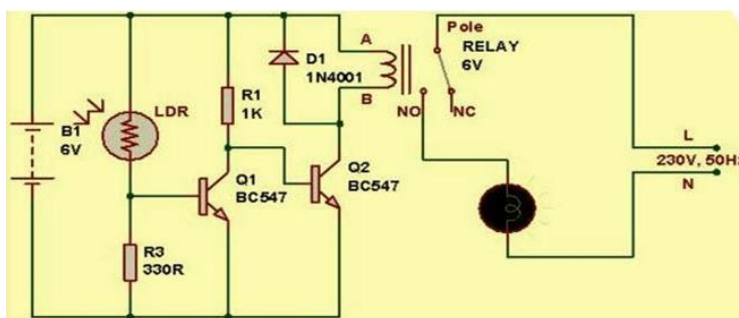 Pole
A
D1
RELAY
1N4001
6V
R1
LDR
B
1K
NO
NC
B1
6V
L
230V, 50Hz
Q1
Q2
BC547
BC547
N
R3
330R